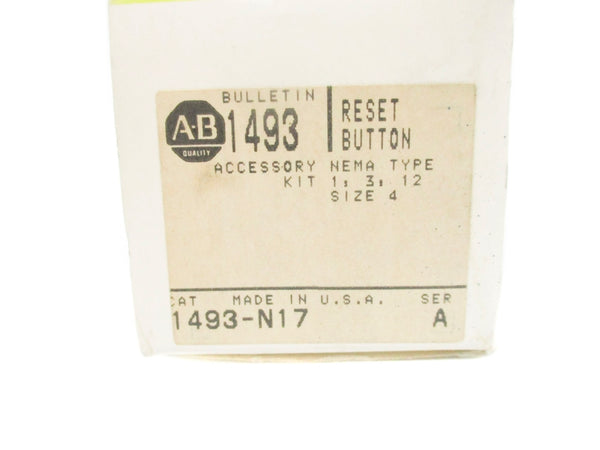 BULLETIN
A-B QUALITY
1493
RESET
BUTTON
ACCESSORY NEMA TYPE
KIT 1, 3, 12
SIZE 4
CAT MADE IN U.S.A. SER
1493-N17 A